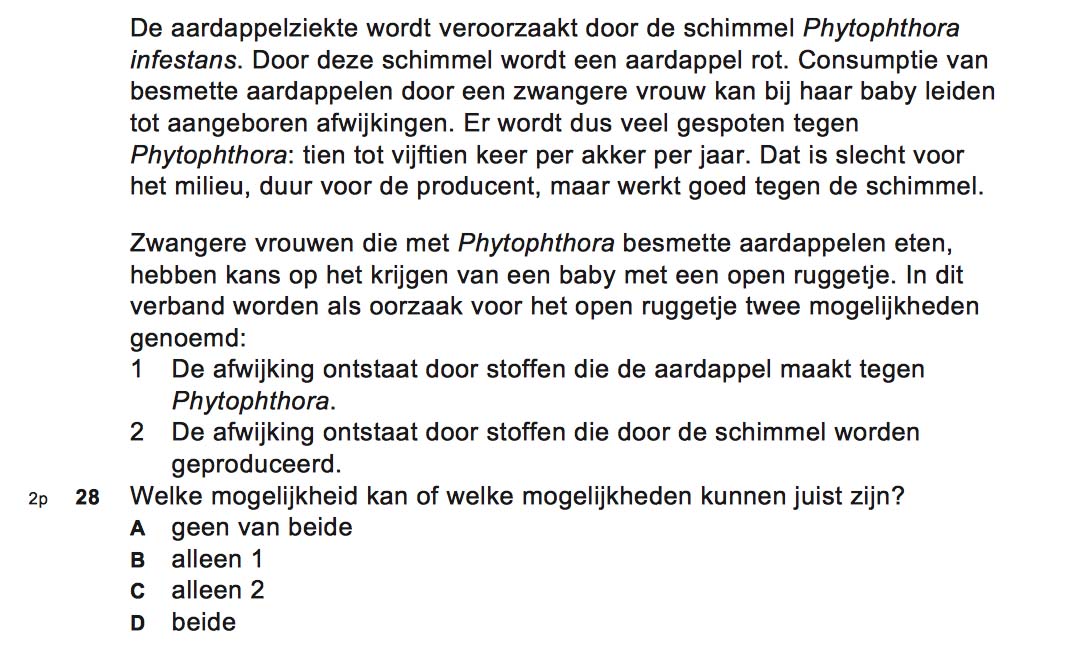 De aardappelziekte wordt veroorzaakt door de schimmel Phytophthora
infestans. Door deze schimmel wordt een aardappel rot. Consumptie van
besmette aardappelen door een zwangere vrouw kan bij haar baby leiden
tot aangeboren afwijkingen. Er wordt dus veel gespoten tegen
Phytophthora: tien tot vijftien keer per akker per jaar. Dat is slecht voor
het milieu, duur voor de producent, maar werkt goed tegen de schimmel.
Zwangere vrouwen die met Phytophthora besmette aardappelen eten,
hebben kans op het krijgen van een baby met een open ruggetje. In dit
verband worden als oorzaak voor het open ruggetje twee mogelijkheden
genoemd:
1 De afwijking ontstaat door stoffen die de aardappel maakt tegen
Phytophthora.
2 De afwijking ontstaat door stoffen die door de schimmel worden
geproduceerd.
2p 28 Welke mogelijkheid kan of welke mogelijkheden kunnen juist zijn?
A geen van beide
B alleen 1
C alleen 2
D beide